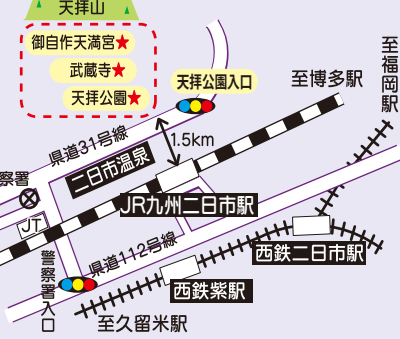 天拝山
御自作天満宮★
武蔵寺★
天拝公園★
天拝公園入口
至博多駅
至福岡駅
県道31号線
1.5km
二日市温泉
察署
JR九州二日市駅
JT
県道112号線
西鉄二日市駅
警察署入口
西鉄紫駅
至久留米駅